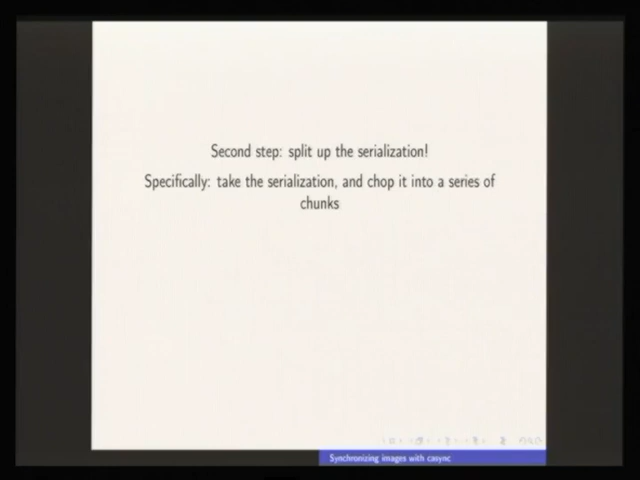 Second step: split up the serialization!
Specifically: take the serialization, and chop it into a series of
chunks
Synchronizing images with casync